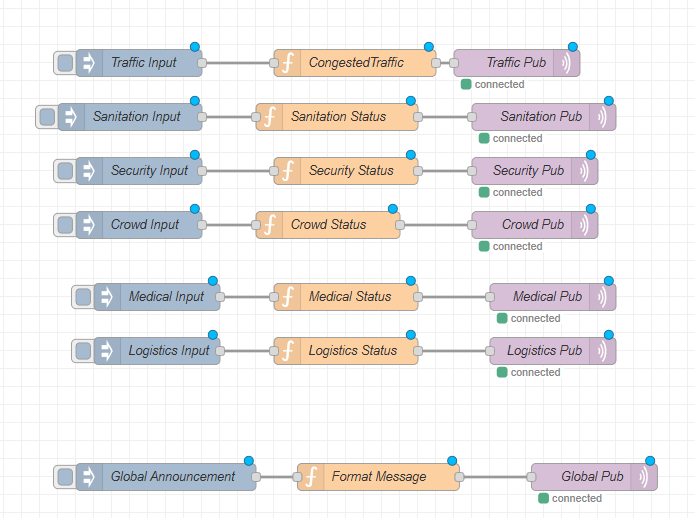 Traffic Input CongestedTraffic Traffic Pub
connected
Sanitation Input Sanitation Status Sanitation Pub
connected
Security Input Security Status Security Pub
connected
Crowd Input Crowd Status Crowd Pub
connected
Medical Input Medical Status Medical Pub
connected
Logistics Input Logistics Status Logistics Pub
connected
Global Announcement Format Message Global Pub
connected